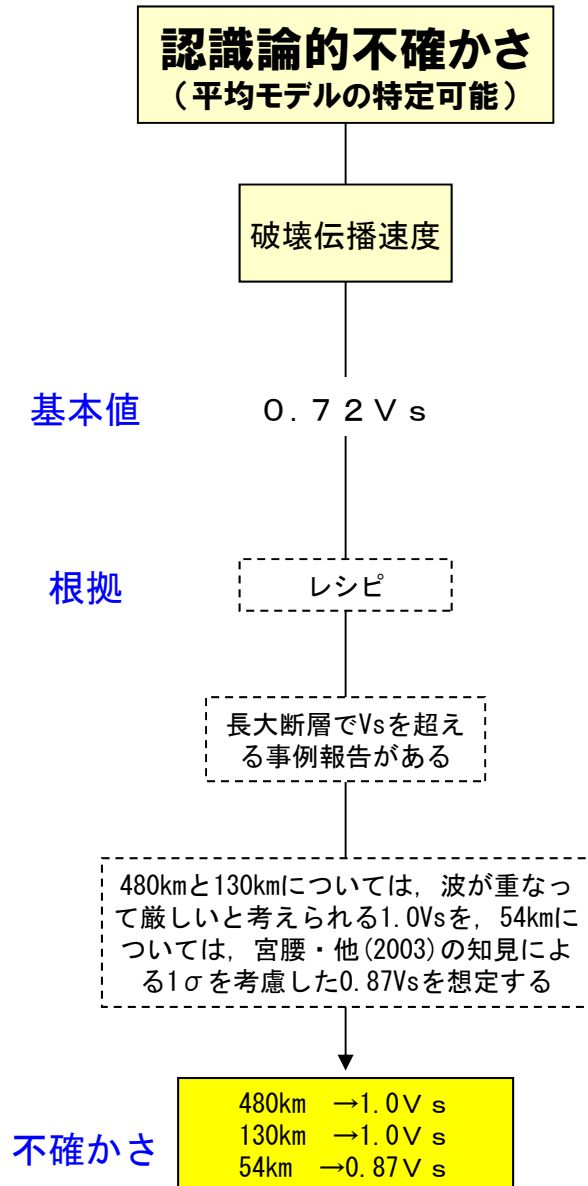 認識論的不確かさ
（平均モデルの特定可能）
破壊伝播速度
基本値
０.７２Ｖｓ
根拠
レシピ
長大断層でVsを超え
る事例報告がある
480kmと130kmについては，波が重なっ
て厳しいと考えられる1.0Vsを，54kmに
ついては，宮腰・他(2003)の知見によ
る1σを考慮した0.87Vsを想定する
480km　→1.0Ｖｓ
130km　→1.0Ｖｓ
不確かさ
54km　→0.87Ｖｓ